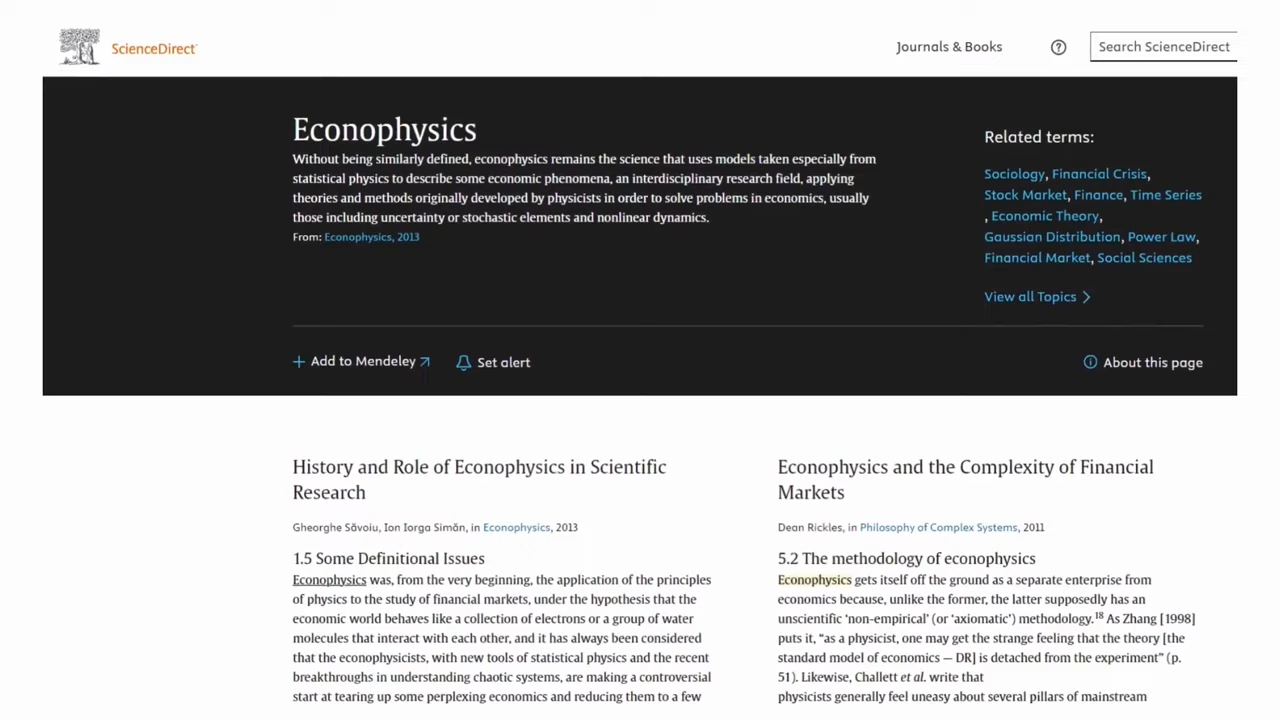 ScienceDirect
Journals & Books
Search ScienceDirect
Econophysics
Without being similarly defined, econophysics remains the science that uses models taken especially from
statistical physics to describe some economic phenomena, an interdisciplinary research field, applying
theories and methods originally developed by physicists in order to solve problems in economics, usually
those including uncertainty or stochastic elements and nonlinear dynamics.
From: Econophysics, 2013
Related terms:
Sociology, Financial Crisis,
Stock Market, Finance, Time Series
, Economic Theory,
Gaussian Distribution, Power Law,
Financial Market, Social Sciences
View all Topics
Add to Mendeley
Set alert
About this page
History and Role of Econophysics in Scientific
Research
Gheorghe Săvoiu, Ion Iorga Simăn, in Econophysics, 2013
1.5 Some Definitional Issues
Econophysics was, from the very beginning, the application of the principles
of physics to the study of financial markets, under the hypothesis that the
economic world behaves like a collection of electrons or a group of water
molecules that interact with each other, and it has always been considered
that the econophysicists, with new tools of statistical physics and the recent
breakthroughs in understanding chaotic systems, are making a controversial
start at tearing up some perplexing economics and reducing them to a few
Econophysics and the Complexity of Financial
Markets
Dean Rickles, in Philosophy of Complex Systems, 2011
5.2 The methodology of econophysics
Econophysics gets itself off the ground as a separate enterprise from
economics because, unlike the former, the latter supposedly has an
unscientific ‘non-empirical’ (or ‘axiomatic’) methodology.18 As Zhang [1998]
puts it, “as a physicist, one may get the strange feeling that the theory [the
standard model of economics — DR] is detached from the experiment” (p.
51). Likewise, Challett et al. write that
physicists generally feel uneasy about several pillars of mainstream